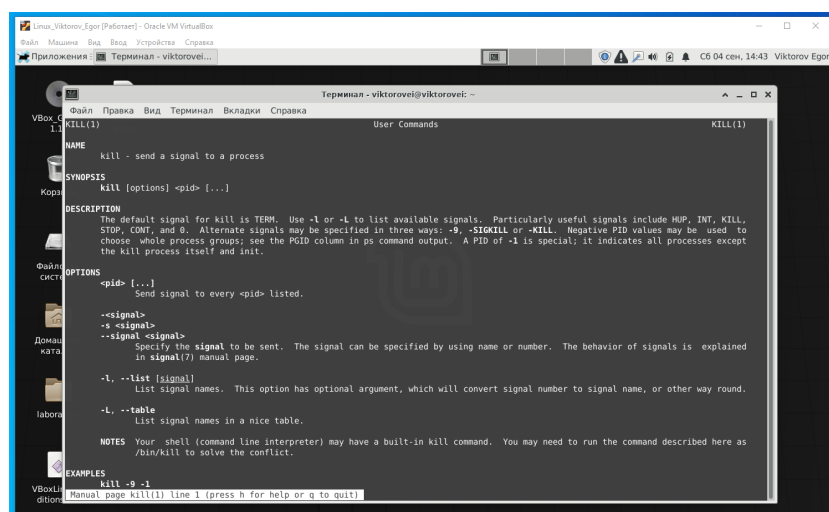 Linux_Viktorov_Egor [Работает] - Oracle VM VirtualBox
Файл Машина Вид Ввод Устройства Справка
Приложения Терминал - viktorovei...
Сб 04 сен, 14:43 Viktorov Egor
Терминал - viktorovei@viktorovei: ~
Файл Правка Вид Терминал Вкладки Справка
KILL(1) User Commands KILL(1)
NAME
kill - send a signal to a process
SYNOPSIS
kill [options] <pid> [...]
DESCRIPTION
The default signal for kill is TERM. Use -l or -L to list available signals. Particularly useful signals include HUP, INT, KILL,
STOP, CONT, and 0. Alternate signals may be specified in three ways: -9, -SIGKILL or -KILL. Negative PID values may be used to
choose whole process groups; see the PGID column in ps command output. A PID of -1 is special; it indicates all processes except
the kill process itself and init.
OPTIONS
<pid> [...]
Send signal to every <pid> listed.
-<signal>
-s <signal>
--signal <signal>
Specify the signal to be sent. The signal can be specified by using name or number. The behavior of signals is explained
in signal(7) manual page.
-l, --list [signal]
List signal names. This option has optional argument, which will convert signal number to signal name, or other way round.
-L, --table
List signal names in a nice table.
NOTES Your shell (command line interpreter) may have a built-in kill command. You may need to run the command described here as
/bin/kill to solve the conflict.
EXAMPLES
kill -9 -1
Manual page kill(1) line 1 (press h for help or q to quit)
VBox_G
1.1
Корзи
Файло
систе
Домаш
ката
labora
VBoxLi
dition